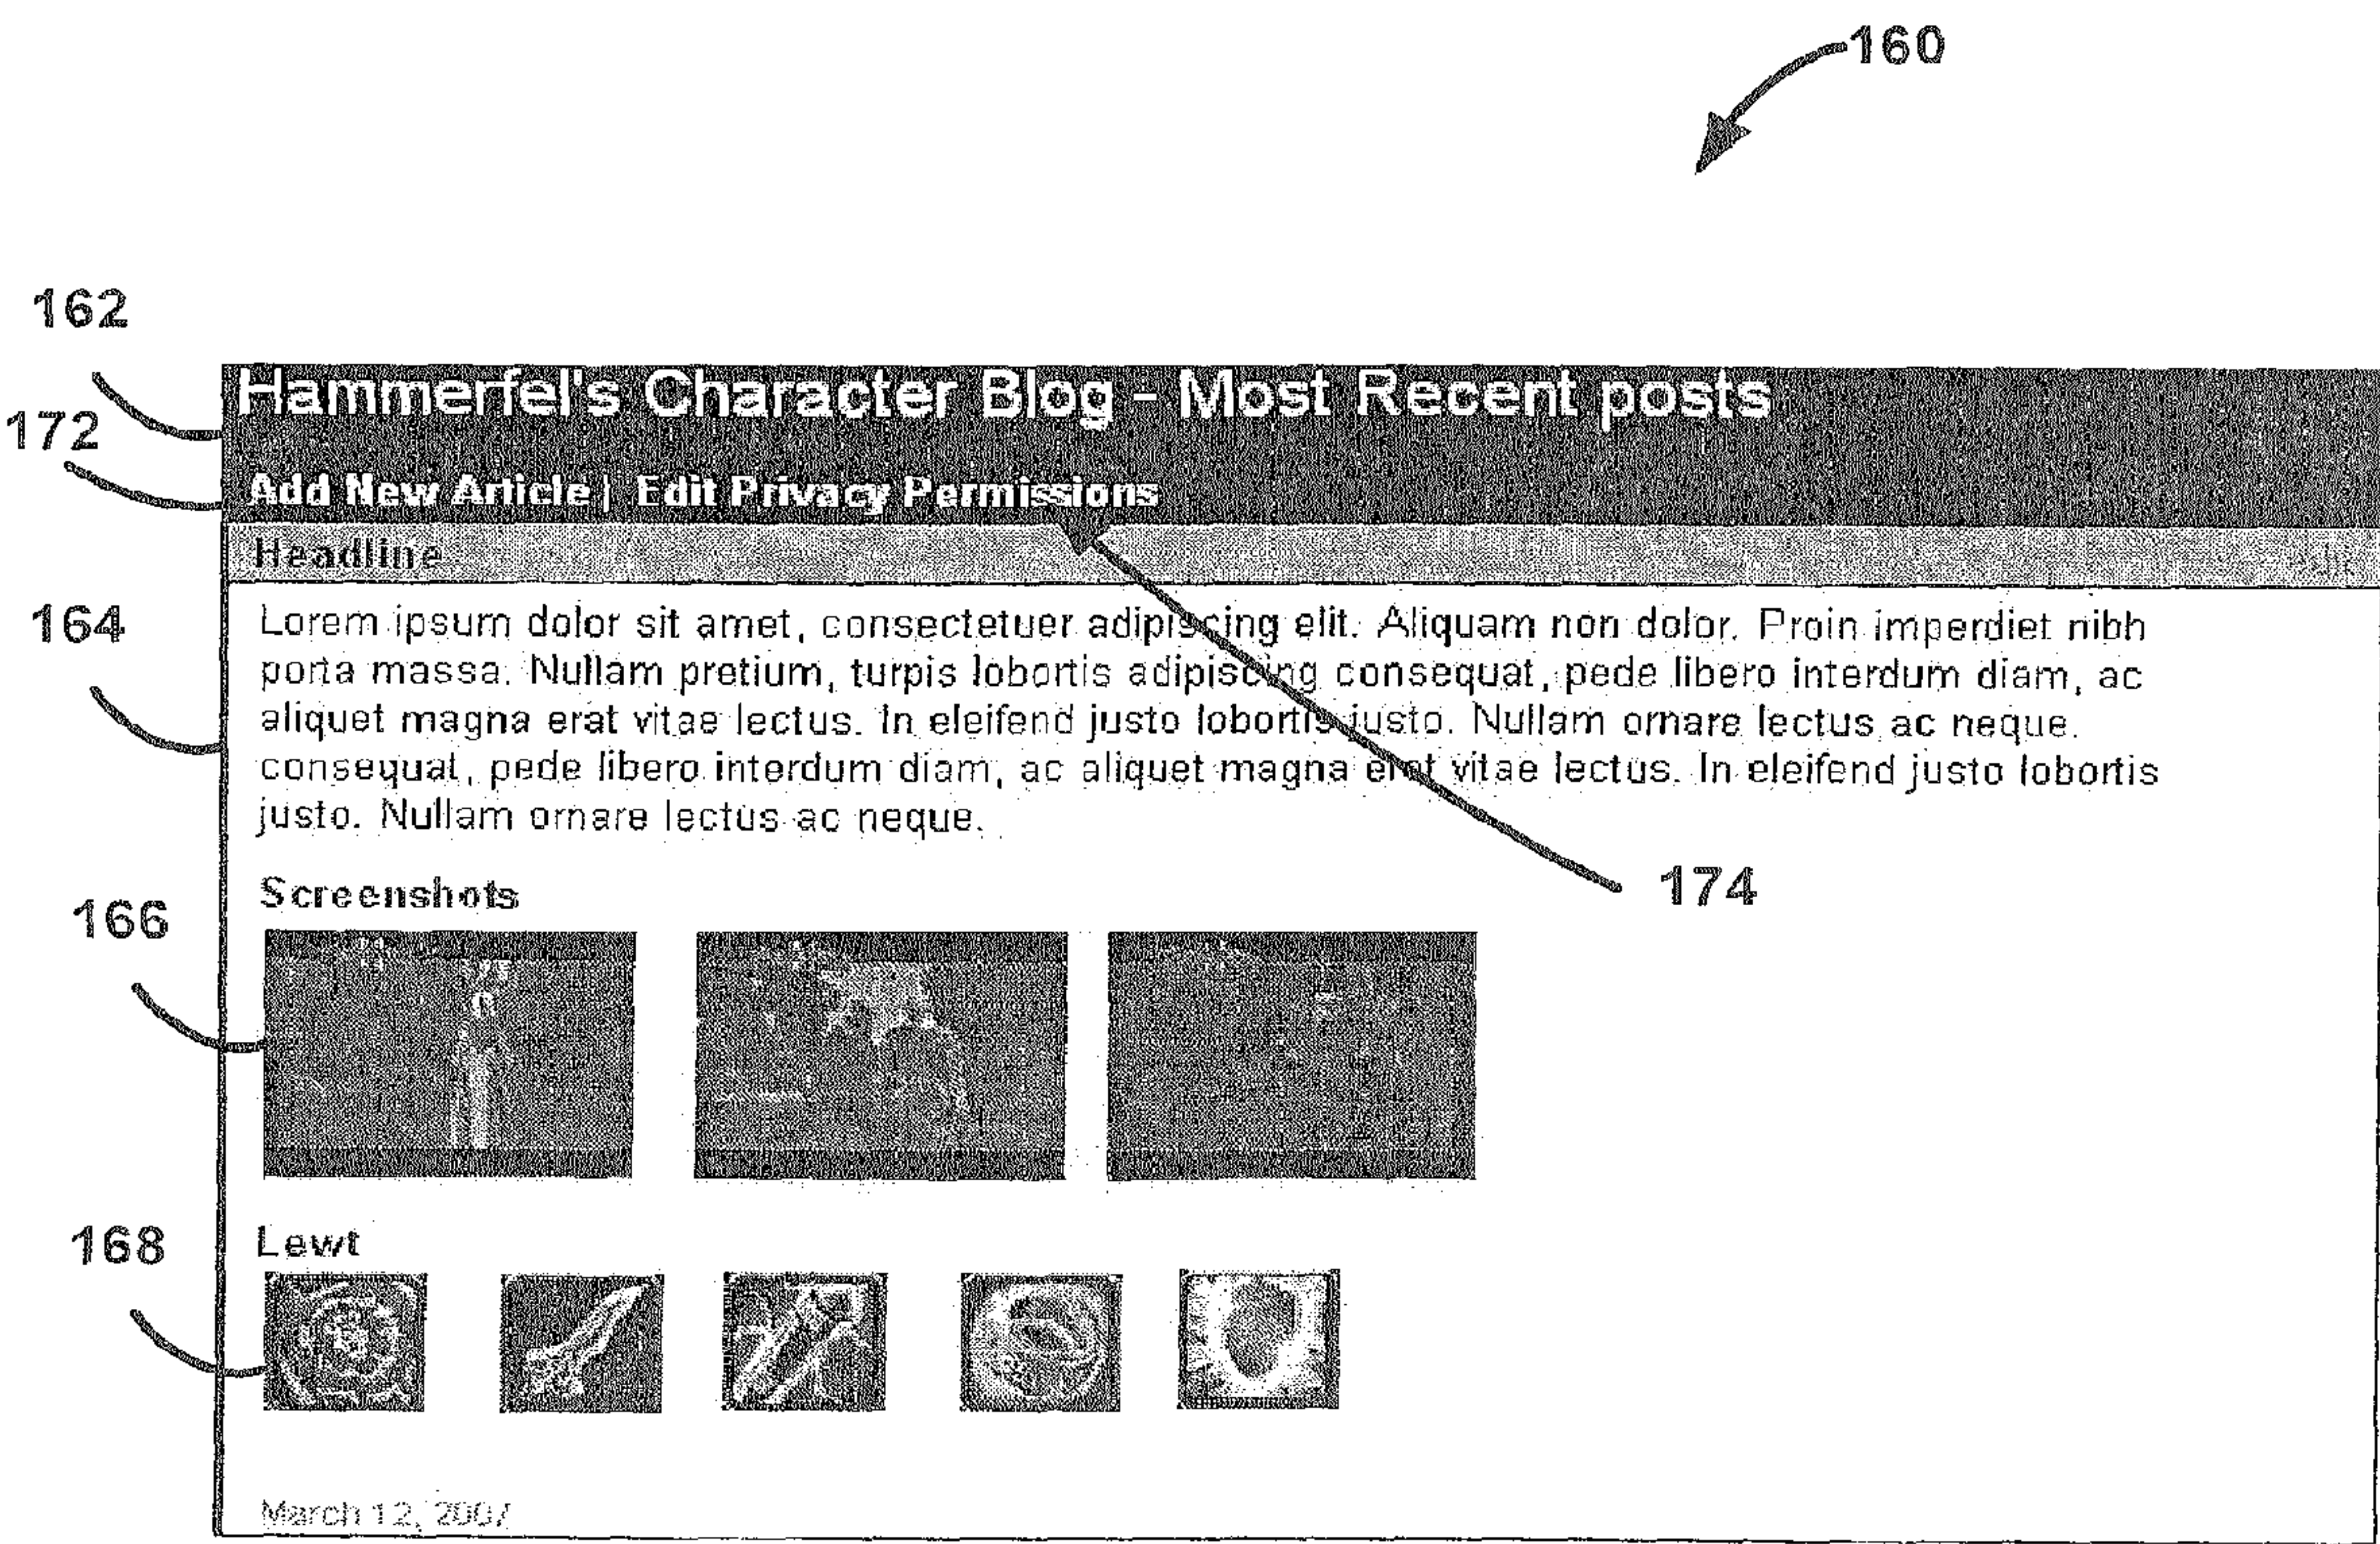 160
162
Hammerfel's Character Blog - Most Recent posts
172
Add New Article | Edit Privacy Permissions
Headline
164
Lorem ipsum dolor sit amet, consectetuer adipiscing elit. Aliquam non dolor. Proin imperdiet nibh
porta massa. Nullam pretium, turpis lobortis adipiscing consequat, pede libero interdum diam, ac
aliquet magna erat vitae lectus. In eleifend justo lobortis justo. Nullam ornare lectus ac neque.
consequat, pede libero interdum diam, ac aliquet magna erat vitae lectus. In eleifend justo lobortis
justo. Nullam ornare lectus ac neque.
174
Screenshots
166
168
Lewt
March 12, 2007